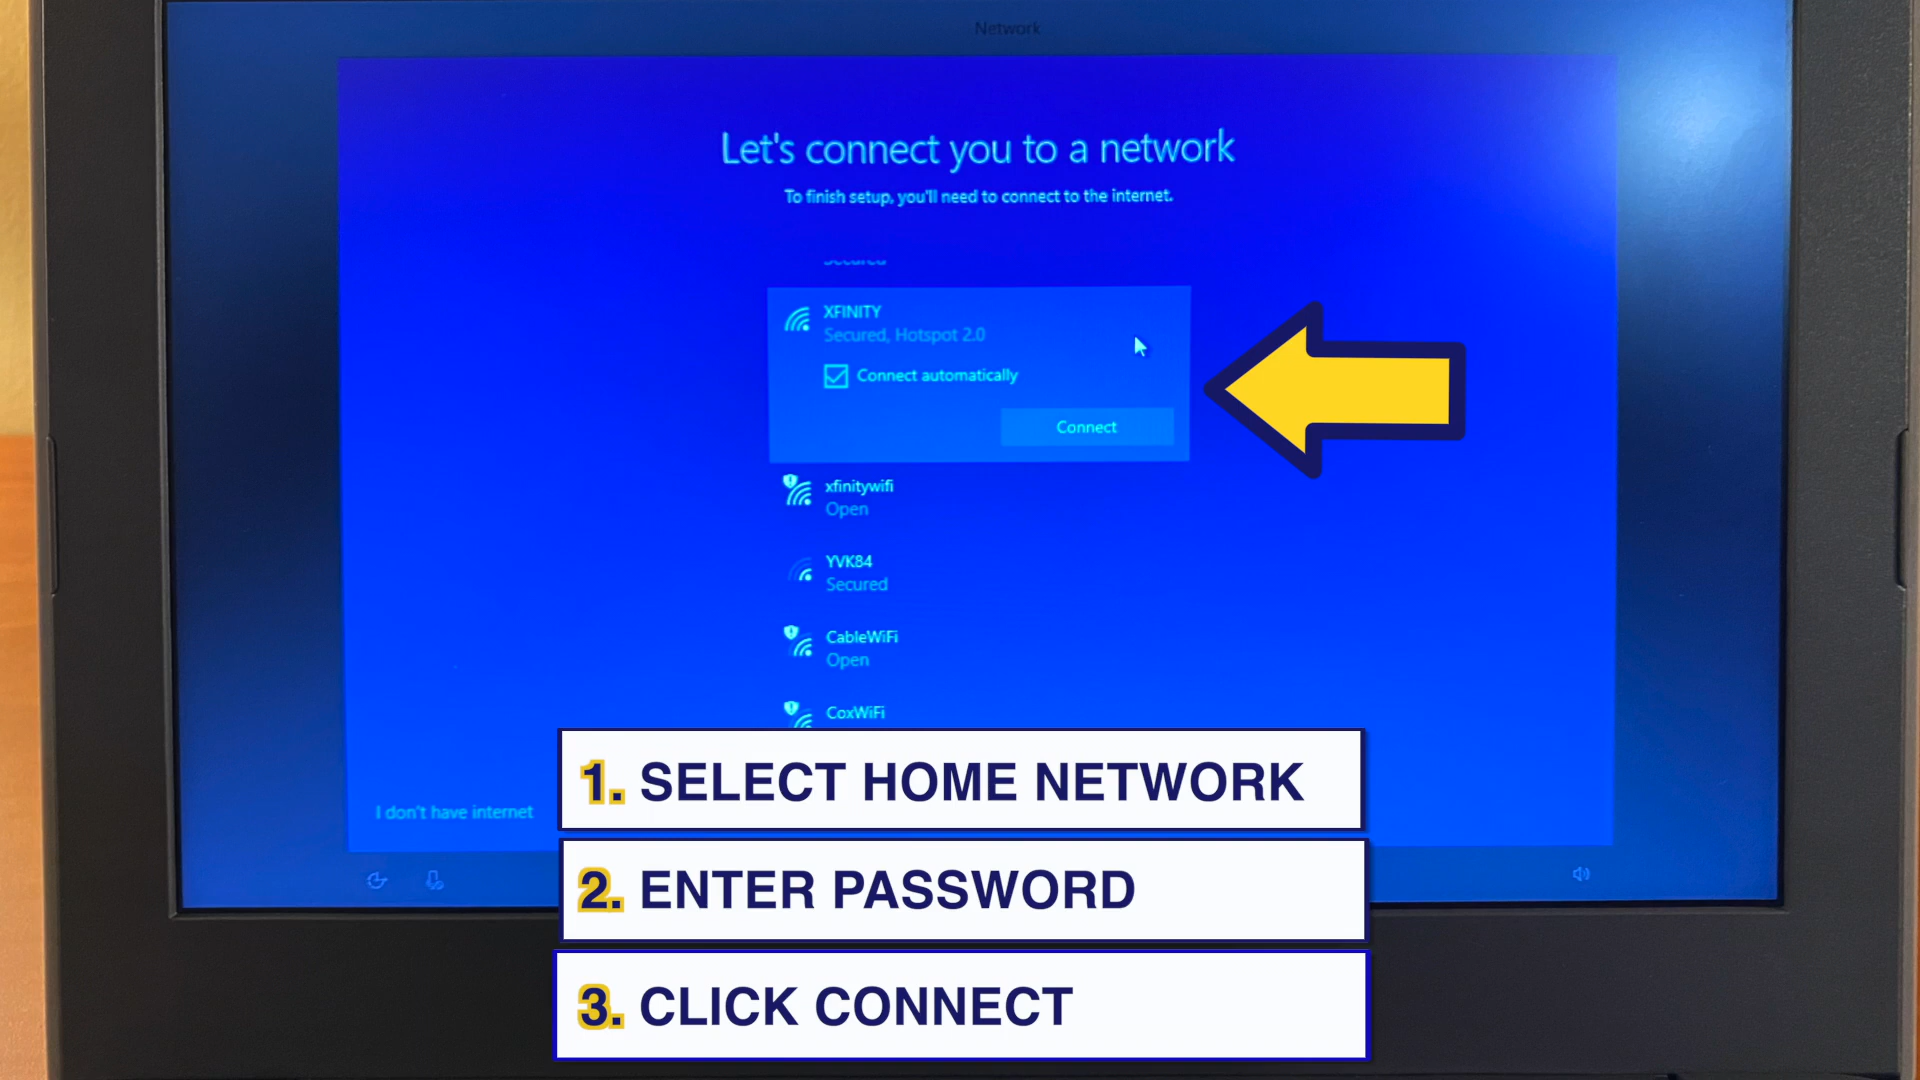 Network
Let's connect you to a network
To finish setup, you'll need to connect to the internet.
Secured
XFINITY
Secured, Hotspot 2.0
Connect automatically
Connect
xfinitywifi
Open
YVK84
Secured
CableWiFi
Open
CoxWiFi
I don't have internet
1. SELECT HOME NETWORK
2. ENTER PASSWORD
3. CLICK CONNECT